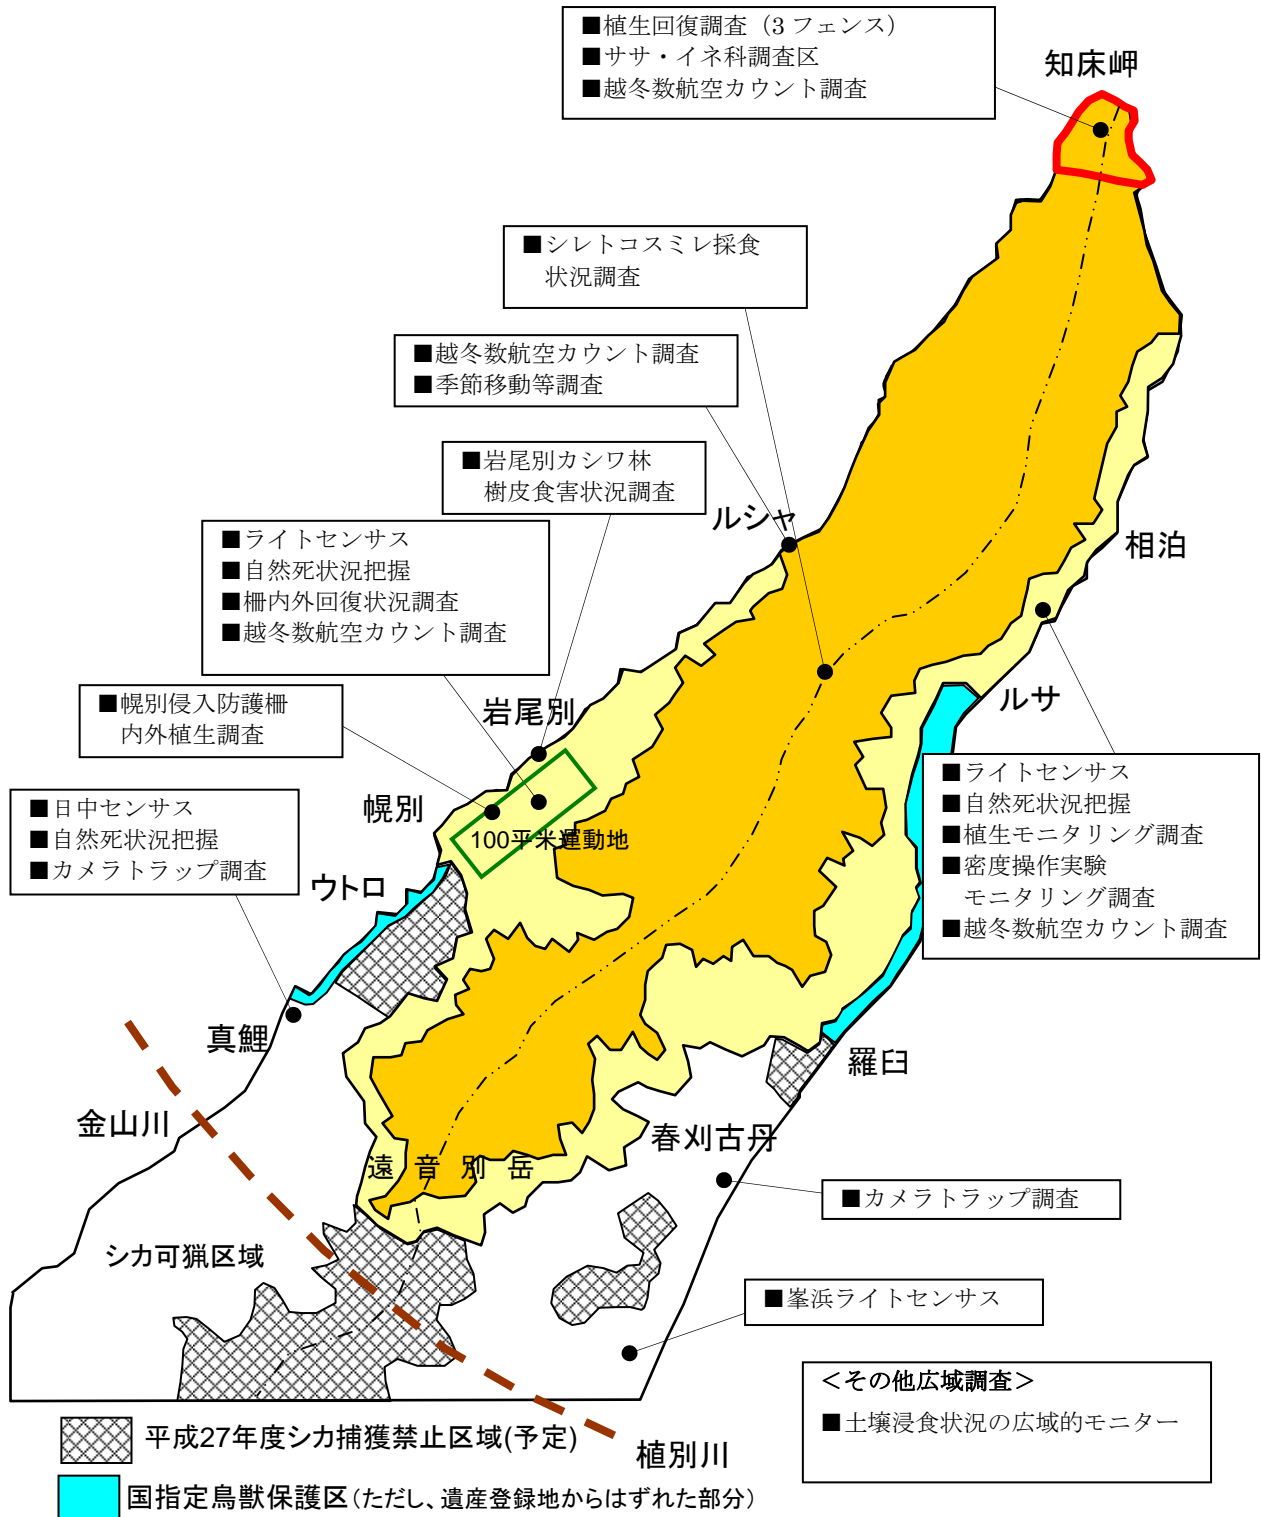 ■植生回復調査（3 フェンス）
■ササ・イネ科調査区
■越冬数航空カウント調査
知床岬
■シレトコスミレ採食
状況調査
■越冬数航空カウント調査
■季節移動等調査
■岩尾別カシワ林
樹皮食害状況調査
ルシャ
相泊
■ライトセンサス
■自然死状況把握
■柵内外回復状況調査
■越冬数航空カウント調査
ルサ
■幌別侵入防護柵
内外植生調査
岩尾別
■ライトセンサス
■自然死状況把握
■植生モニタリング調査
■密度操作実験
モニタリング調査
■越冬数航空カウント調査
■日中センサス
■自然死状況把握
■カメラトラップ調査
幌別
100平米運動地
ウトロ
真鯉
羅臼
金山川
春刈古丹
遠音別岳
■カメラトラップ調査
シカ可猟区域
■峯浜ライトセンサス
＜その他広域調査＞
■土壌浸食状況の広域的モニター
平成27年度シカ捕獲禁止区域(予定)
植別川
国指定鳥獣保護区(ただし、遺産登録地からはずれた部分)